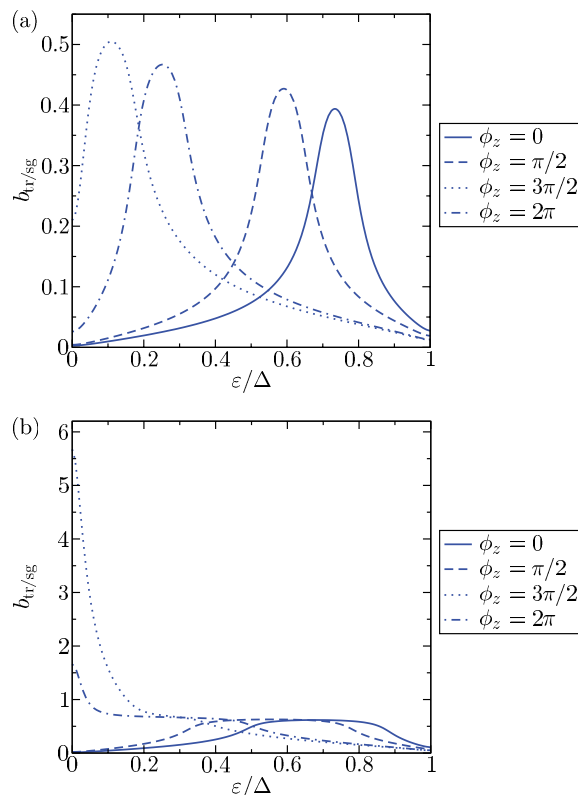 (a)
0.5
0.4
0.3
0.2
0.1
0
b_tr/sg
0 0.2 0.4 0.6 0.8 1
ε/Δ
ϕ_z = 0
ϕ_z = π/2
ϕ_z = 3π/2
ϕ_z = 2π
(b)
6
5
4
3
2
1
0
b_tr/sg
0 0.2 0.4 0.6 0.8 1
ε/Δ
ϕ_z = 0
ϕ_z = π/2
ϕ_z = 3π/2
ϕ_z = 2π